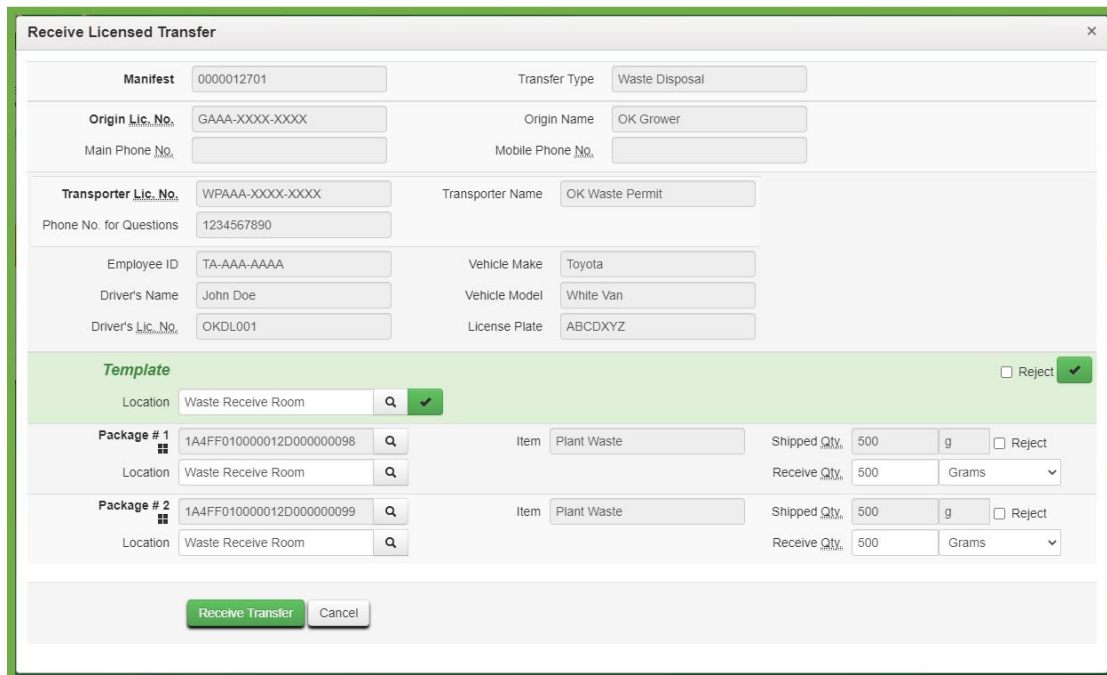 Receive Licensed Transfer ×
Manifest 0000012701 Transfer Type Waste Disposal
Origin Lic. No. GAAA-XXXX-XXXX Origin Name OK Grower
Main Phone No. Mobile Phone No.
Transporter Lic. No. WPAAA-XXXX-XXXX Transporter Name OK Waste Permit
Phone No. for Questions 1234567890
Employee ID TA-AAA-AAAA Vehicle Make Toyota
Driver's Name John Doe Vehicle Model White Van
Driver's Lic. No. OKDL001 License Plate ABCDXYZ
Template Reject
Location Waste Receive Room
Package # 1 1A4FF010000012D000000098 Item Plant Waste Shipped Qty. 500 g Reject
Location Waste Receive Room Receive Qty. 500 Grams
Package # 2 1A4FF010000012D000000099 Item Plant Waste Shipped Qty. 500 g Reject
Location Waste Receive Room Receive Qty. 500 Grams
Receive Transfer Cancel